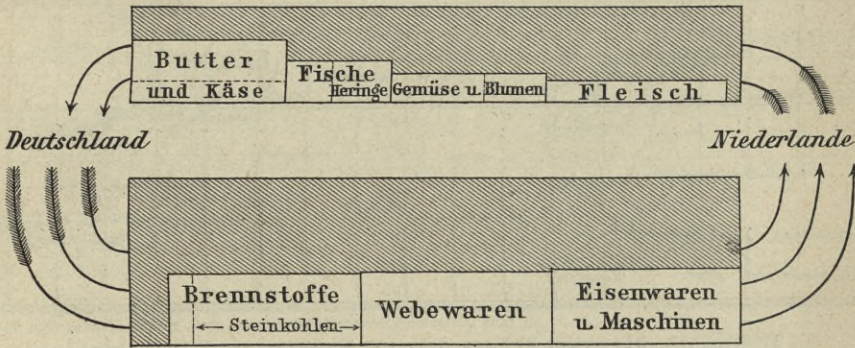 Butter
und Käse
Fische
Heringe
Gemüse u. Blumen
Fleisch
Deutschland
Niederlande
Brennstoffe
Steinkohlen
Webewaren
Eisenwaren
u. Maschinen